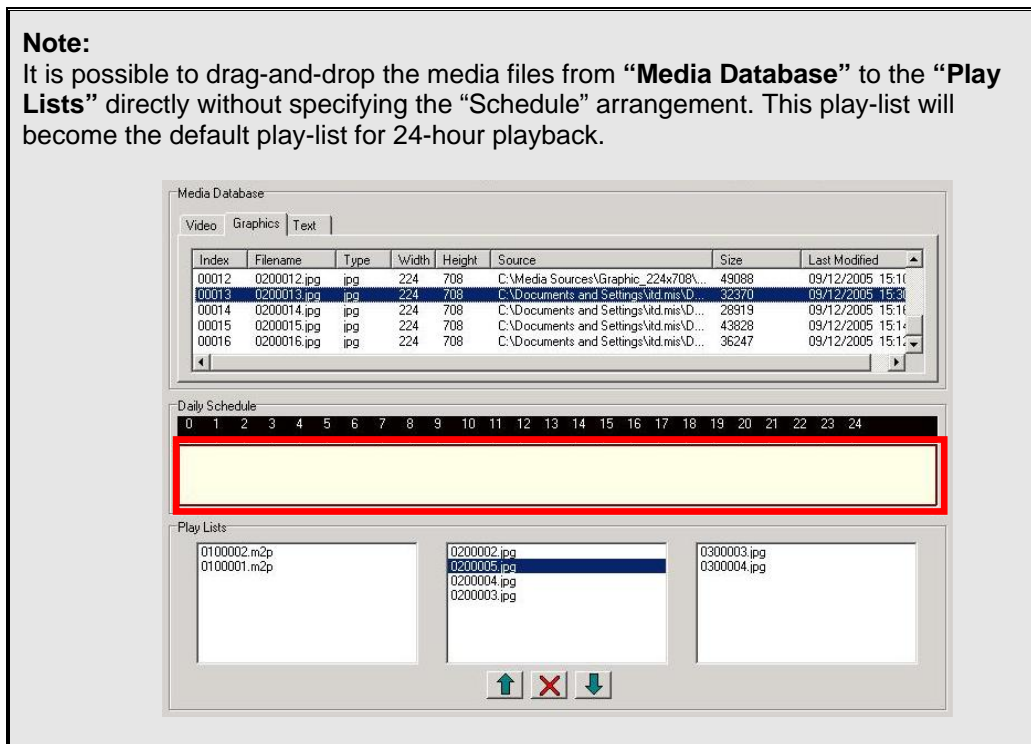 Note:
It is possible to drag-and-drop the media files from “Media Database” to the “Play
Lists” directly without specifying the “Schedule” arrangement. This play-list will
become the default play-list for 24-hour playback.
Media Database
Video Graphics Text
Index Filename Type Width Height Source Size Last Modified
00012 0200012.jpg jpg 224 708 C:\Media Sources\Graphic_224x708\... 49088 09/12/2005
00013 0200013.jpg jpg 224 708 C:\Documents and Settings\itd.mis\D... 32370 09/12/2005
00014 0200014.jpg jpg 224 708 C:\Documents and Settings\itd.mis\D... 28919 09/12/2005
00015 0200015.jpg jpg 224 708 C:\Documents and Settings\itd.mis\D... 43828 09/12/2005
00016 0200016.jpg jpg 224 708 C:\Documents and Settings\itd.mis\D... 36247 09/12/2005
Daily Schedule
0 1 2 3 4 5 6 7 8 9 10 11 12 13 14 15 16 17 18 19 20 21 22 23 24
Play Lists
0100002.m2p 0200002.jpg 0300003.jpg
0100001.m2p 0200005.jpg 0300004.jpg
0200004.jpg
0200003.jpg